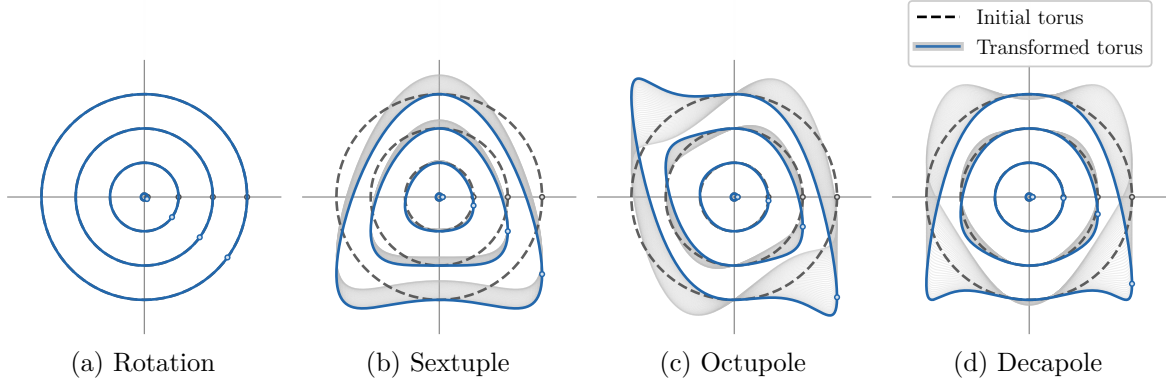 Initial torus
Transformed torus
(a) Rotation
(b) Sextuple
(c) Octupole
(d) Decapole